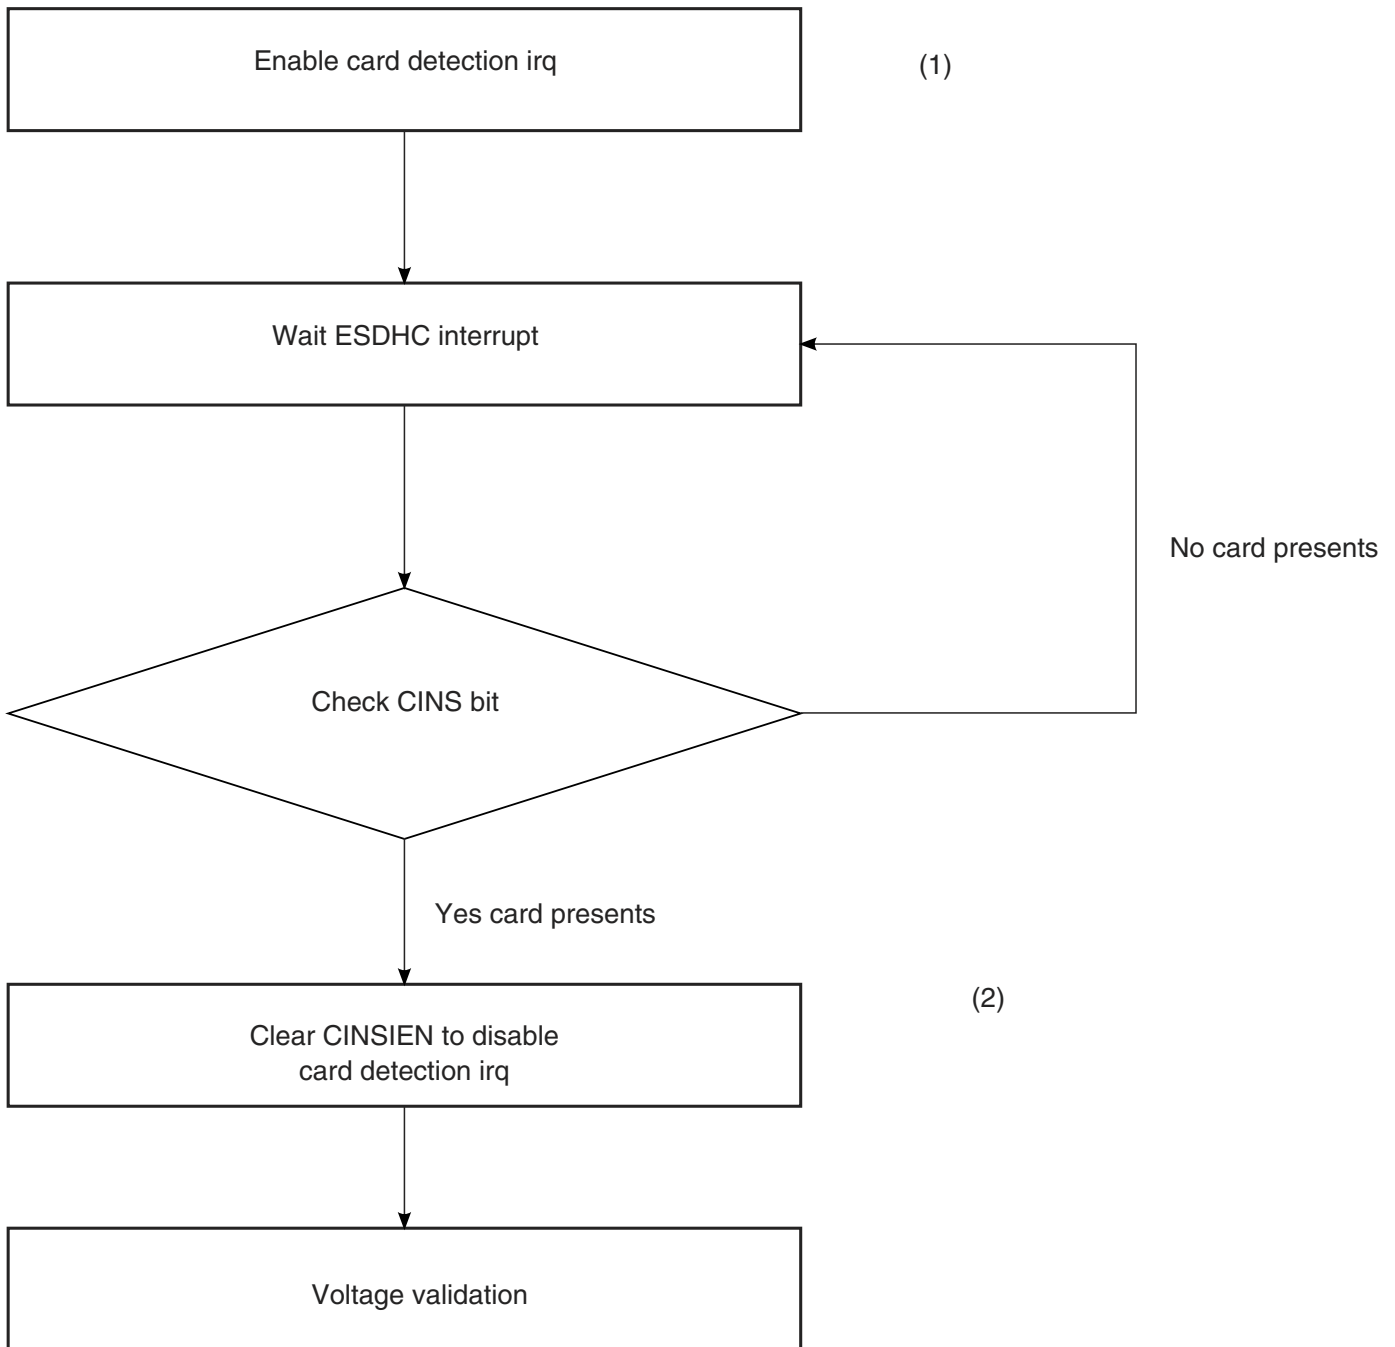 Enable card detection irq
(1)
Wait ESDHC interrupt
No card presents
Check CINS bit
Yes card presents
(2)
Clear CINSIEN to disable
card detection irq
Voltage validation